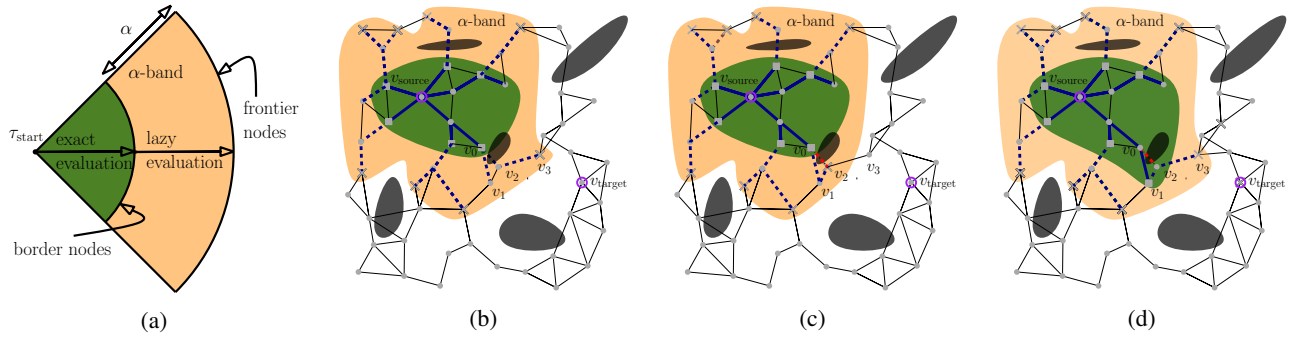 α
α-band
τstart
exact
evaluation
lazy
evaluation
frontier
nodes
border nodes
(a)
α-band
vsource
v0
v2
v3
v1
vtarget
(b)
α-band
vsource
v0
v2
v3
v1
vtarget
(c)
α-band
vsource
v0
v2
v3
v1
vtarget
(d)